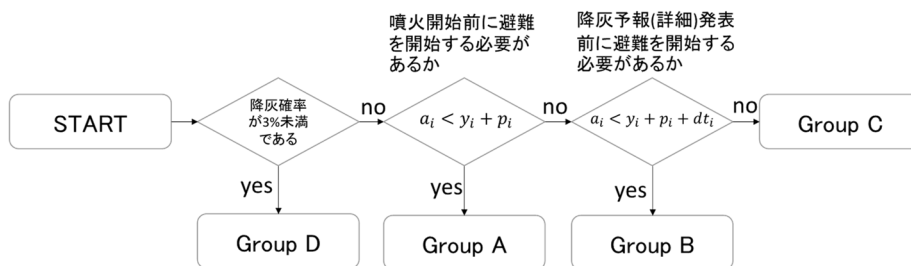 噴火開始前に避難
を開始する必要が
あるか
降灰予報(詳細)発表
前に避難を開始する
必要があるか
START
降灰確率
が3%未満
である
no
a_i < y_i + p_i
no
a_i < y_i + p_i + dt_i
no
Group C
yes
yes
yes
Group D
Group A
Group B